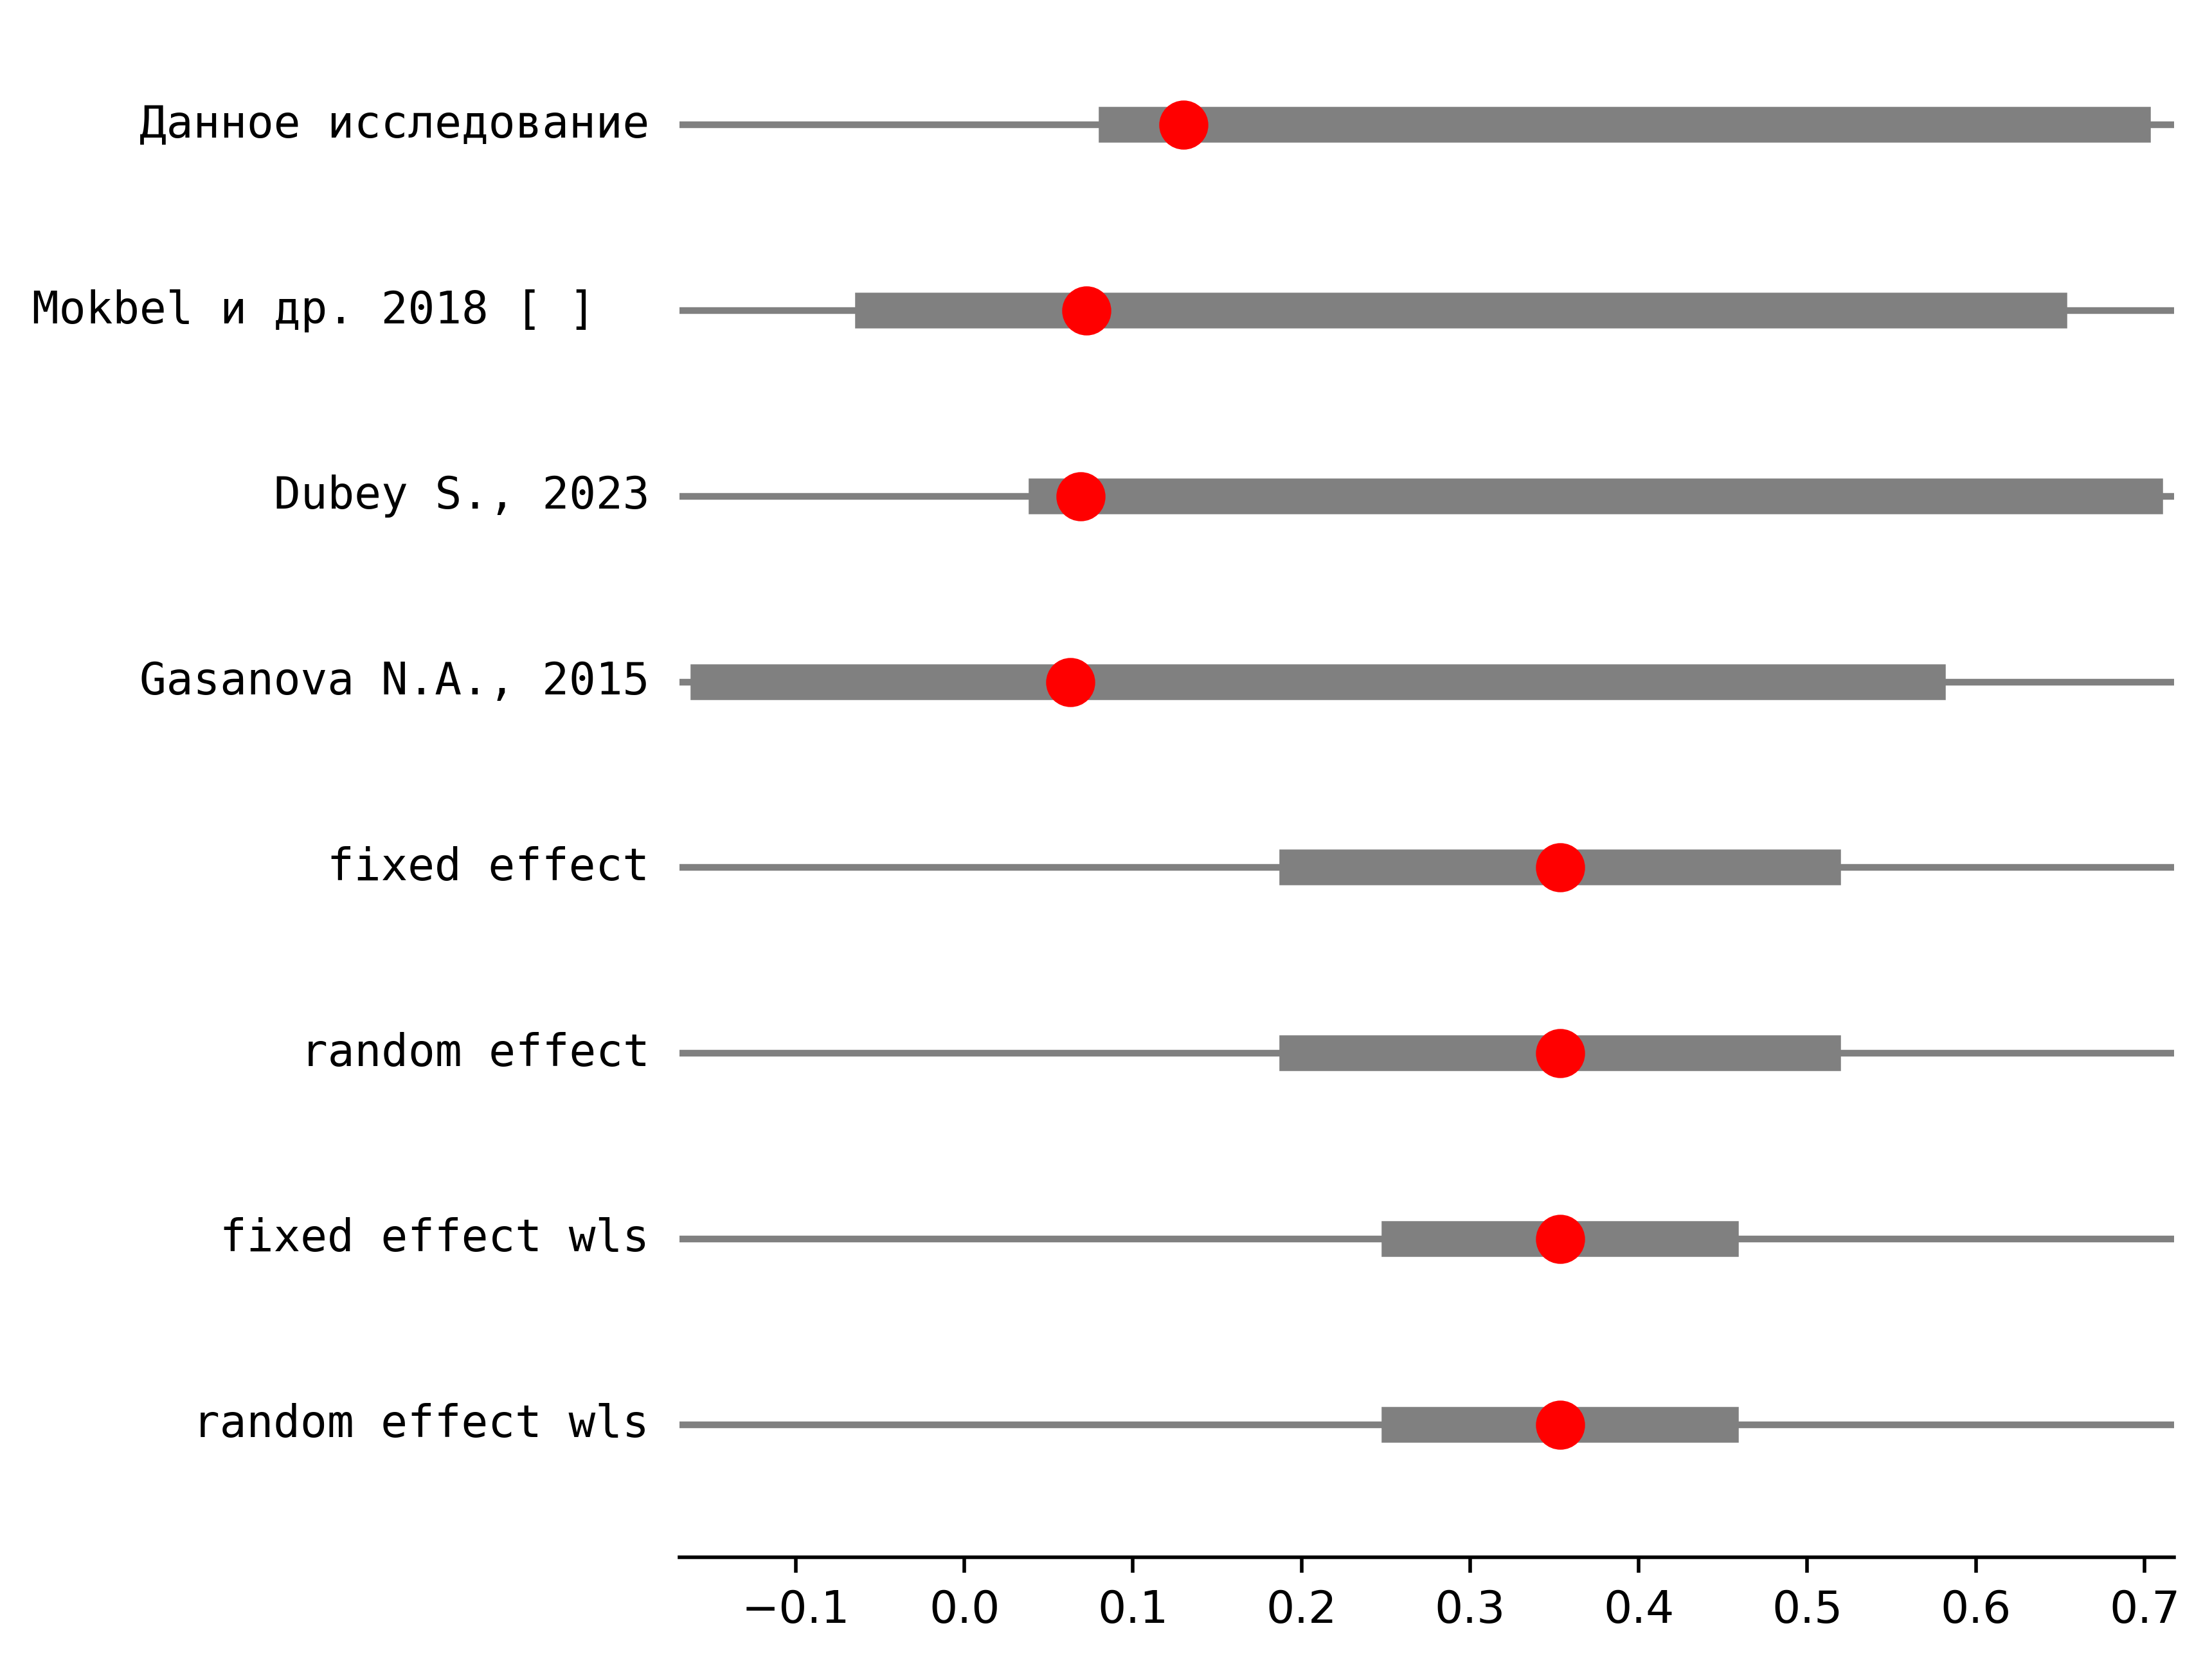 Данное исследование
Mokbel и др. 2018 [ ]
Dubey S., 2023
Gasanova N.A., 2015
fixed effect
random effect
fixed effect wls
random effect wls
−0.1 0.0 0.1 0.2 0.3 0.4 0.5 0.6 0.7